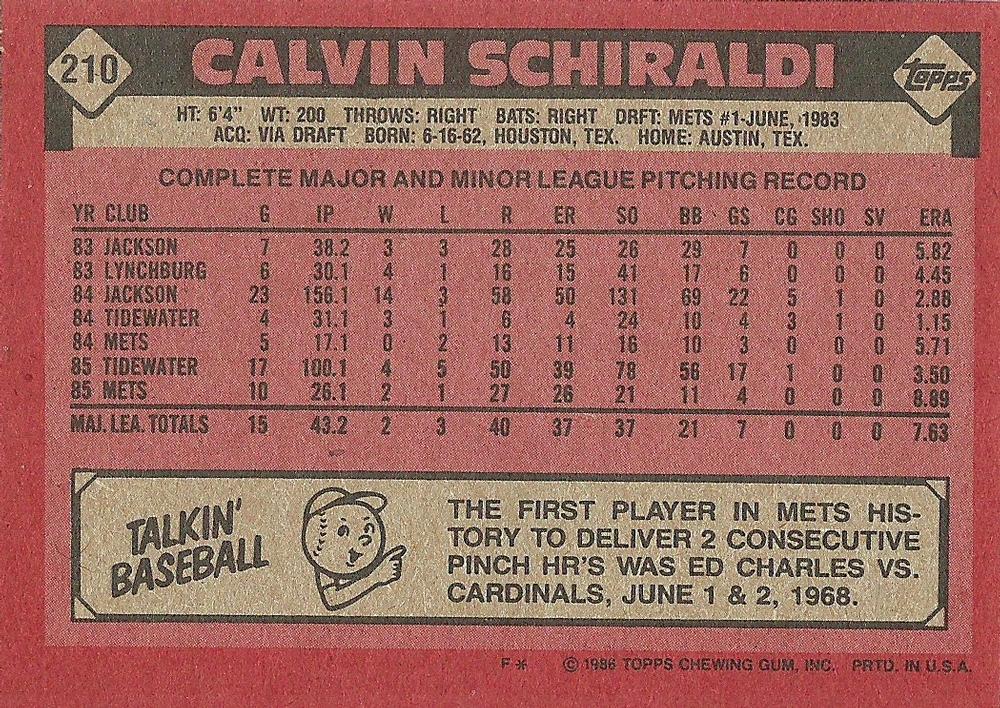 210 CALVIN SCHIRALDI Topps
HT: 6'4" WT: 200 THROWS: RIGHT BATS: RIGHT DRFT: METS #1-JUNE, 1983
ACQ: VIA DRAFT BORN: 6-16-62, HOUSTON, TEX. HOME: AUSTIN, TEX.
COMPLETE MAJOR AND MINOR LEAGUE PITCHING RECORD
YR CLUB G IP W L R ER SO BB GS CG SHO SV ERA
83 JACKSON 7 38.2 3 3 28 25 26 29 7 0 0 0 5.82
83 LYNCHBURG 6 30.1 4 1 16 15 41 17 6 0 0 0 4.45
84 JACKSON 23 156.1 14 3 58 50 131 69 22 5 1 0 2.88
84 TIDEWATER 4 31.1 3 1 6 4 24 10 4 3 1 0 1.15
84 METS 5 17.1 0 2 13 11 16 10 3 0 0 0 5.71
85 TIDEWATER 17 100.1 4 5 50 39 78 56 17 1 0 0 3.50
85 METS 10 26.1 2 1 27 26 21 11 4 0 0 0 8.89
MAJ. LEA. TOTALS 15 43.2 2 3 40 37 37 21 7 0 0 0 7.63
TALKIN'
BASEBALL
THE FIRST PLAYER IN METS HIS-
TORY TO DELIVER 2 CONSECUTIVE
PINCH HR'S WAS ED CHARLES VS.
CARDINALS, JUNE 1 & 2, 1968.
F* © 1986 TOPPS CHEWING GUM, INC. PRTD. IN U.S.A.